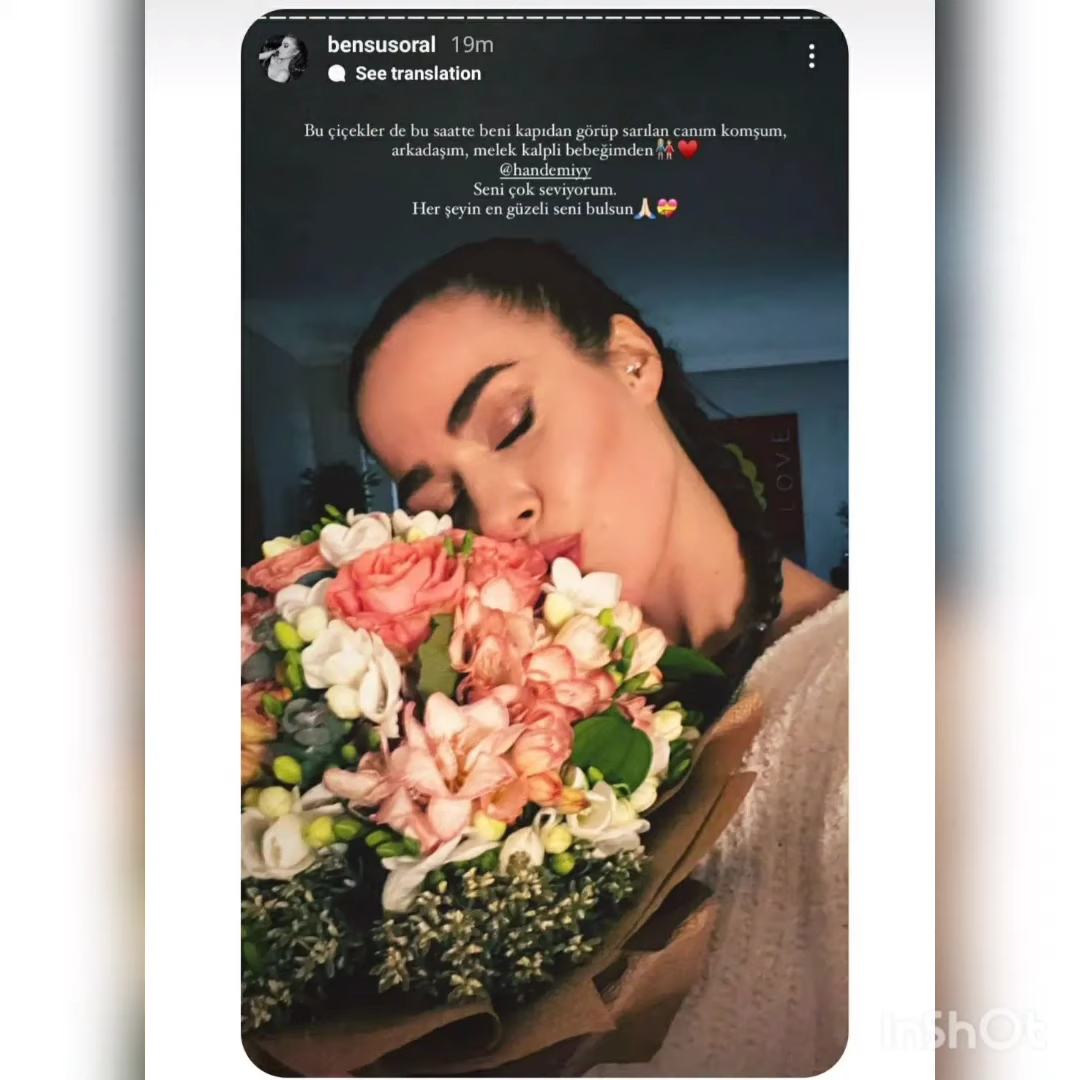 bensusoral 19m
See translation
Bu çiçekler de bu saatte beni kapıdan görüp sarılan canım komşum,
arkadaşım, melek kalpli bebeğimden👫❤️
@handemiyy
Seni çok seviyorum.
Her şeyin en güzeli seni bulsun🙏🏻💝
LOVE
InShOt